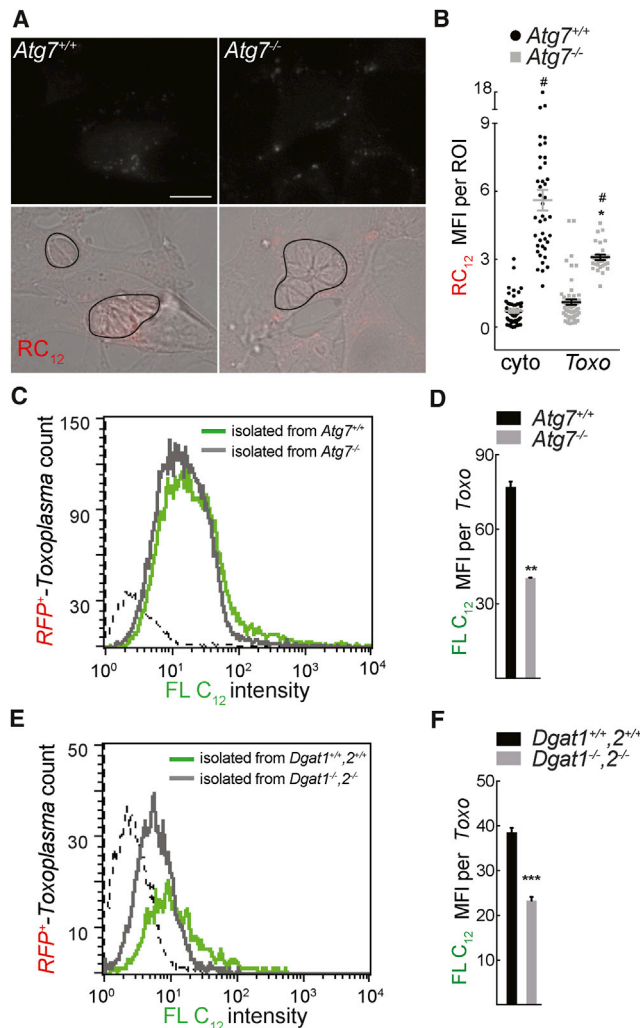 A
Atg7+/+
Atg7-/-
RC12
B
Atg7+/+
Atg7-/-
RC12 MFI per ROI
18
9
6
3
0
#
#
*
cyto
Toxo
C
RFP+-Toxoplasma count
150
90
60
30
isolated from Atg7+/+
isolated from Atg7-/-
10^0
10^1
10^2
10^3
10^4
FL C12 intensity
D
Atg7+/+
Atg7-/-
FL C12 MFI per Toxo
90
60
30
**
E
RFP+-Toxoplasma count
50
30
20
10
isolated from Dgat1+/+,2+/+
isolated from Dgat1-/-,2-/-
10^0
10^1
10^2
10^3
10^4
FL C12 intensity
F
Dgat1+/+,2+/+
Dgat1-/-,2-/-
FL C12 MFI per Toxo
50
40
30
20
10
***